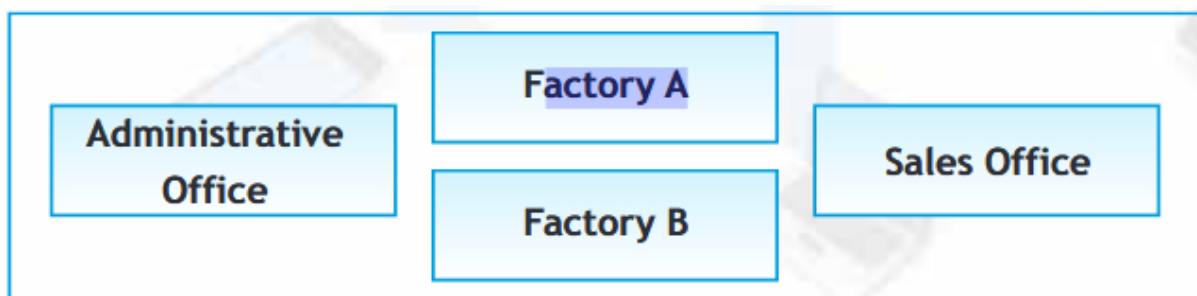 Factory A
Administrative
Office
Sales Office
Factory B